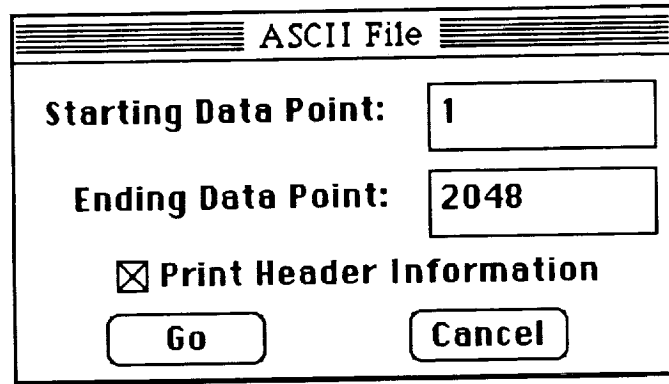 ASCII File
Starting Data Point: 1
Ending Data Point: 2048
Print Header Information
Go Cancel